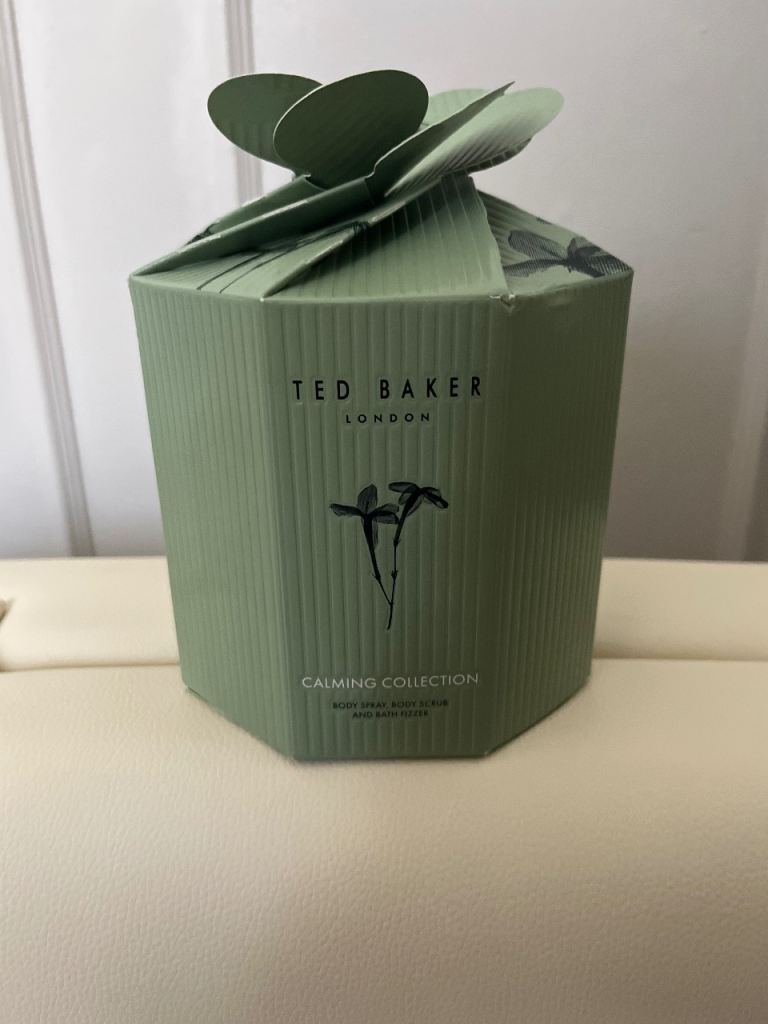 TED BAKER
LONDON
CALMING COLLECTION
BODY SPRAY, BODY SCRUB
AND BATH FIZZER